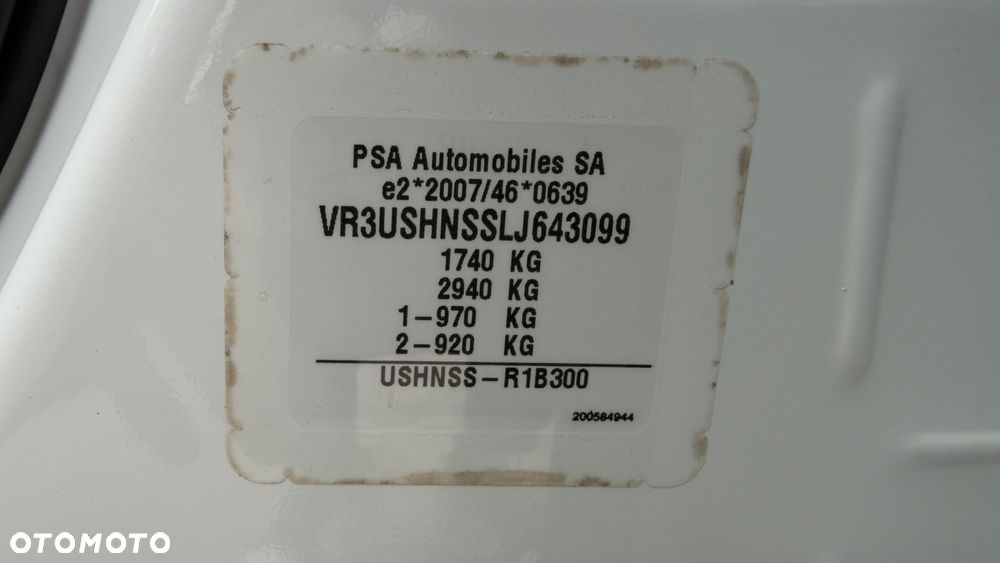 PSA Automobiles SA
e2*2007/46*0639
VR3USHNSSLJ643099
1740 KG
2940 KG
1-970 KG
2-920 KG
USHNSS-R1B300
200584944
OTOMOTO